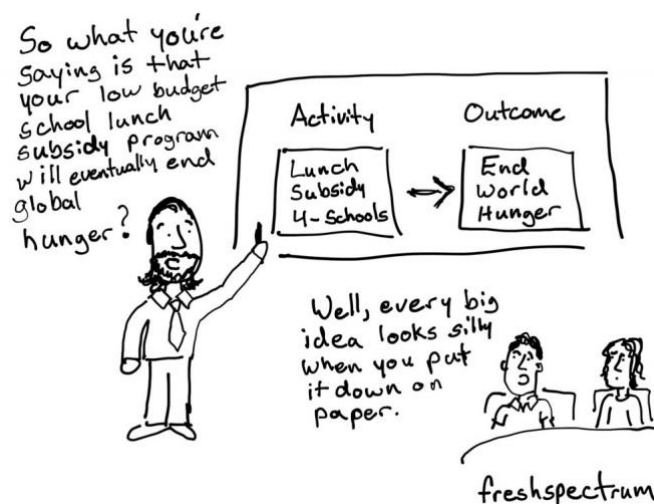 So what you're
saying is that
your low budget
school lunch
subsidy program
will eventually end
global
hunger?
Activity
Outcome
Lunch
Subsidy
4-Schools
End
World
Hunger
Well, every big
idea looks silly
when you put
it down on
paper.
freshspectrum